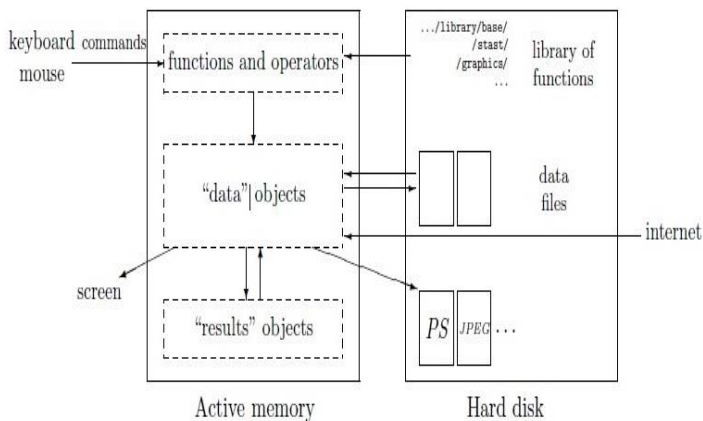 keyboard commands
mouse
functions and operators
.../library/base/
/stast/
/graphics/
...
library of
functions
“data”| objects
data
files
internet
screen
“results” objects
PS JPEG ...
Active memory
Hard disk